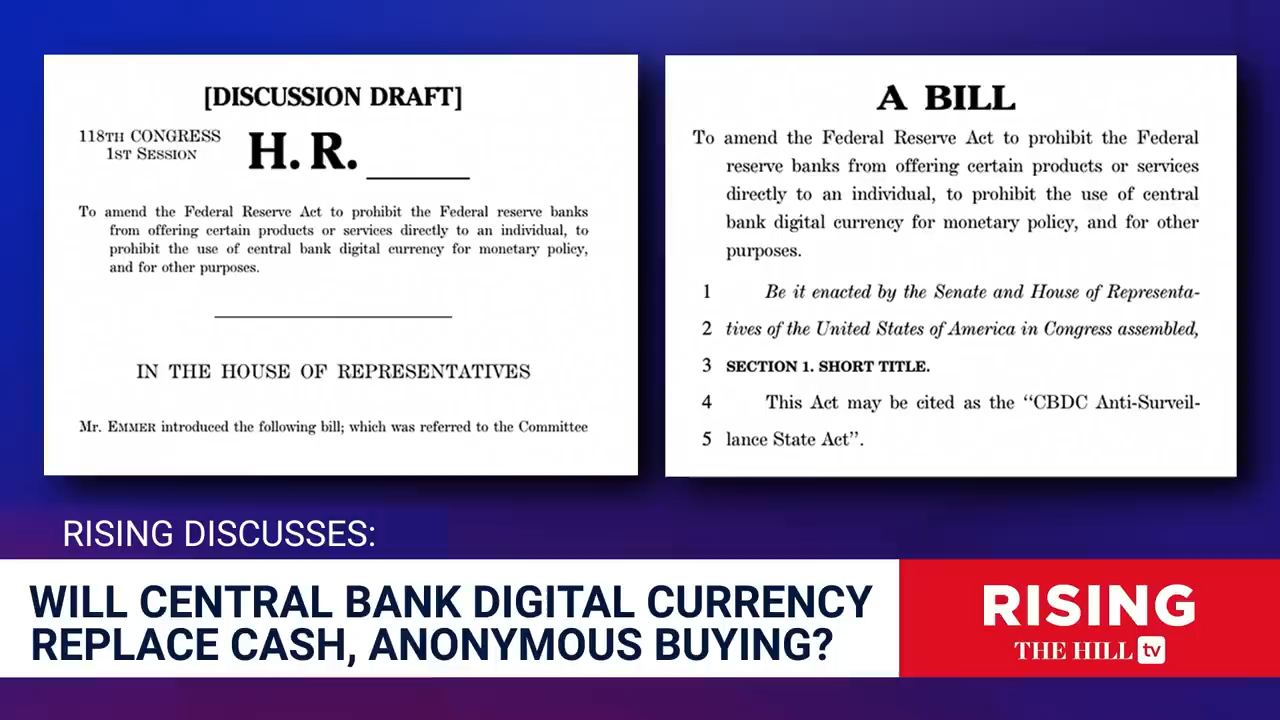 [DISCUSSION DRAFT]
118TH CONGRESS
1ST SESSION
H. R. ______
To amend the Federal Reserve Act to prohibit the Federal reserve banks
from offering certain products or services directly to an individual, to
prohibit the use of central bank digital currency for monetary policy,
and for other purposes.
IN THE HOUSE OF REPRESENTATIVES
Mr. EMMER introduced the following bill; which was referred to the Committee
A BILL
To amend the Federal Reserve Act to prohibit the Federal
reserve banks from offering certain products or services
directly to an individual, to prohibit the use of central
bank digital currency for monetary policy, and for other
purposes.
1 Be it enacted by the Senate and House of Representa-
2 tives of the United States of America in Congress assembled,
3 SECTION 1. SHORT TITLE.
4 This Act may be cited as the “CBDC Anti-Surveil-
5 lance State Act”.
RISING DISCUSSES:
WILL CENTRAL BANK DIGITAL CURRENCY
REPLACE CASH, ANONYMOUS BUYING?
RISING
THE HILL tv